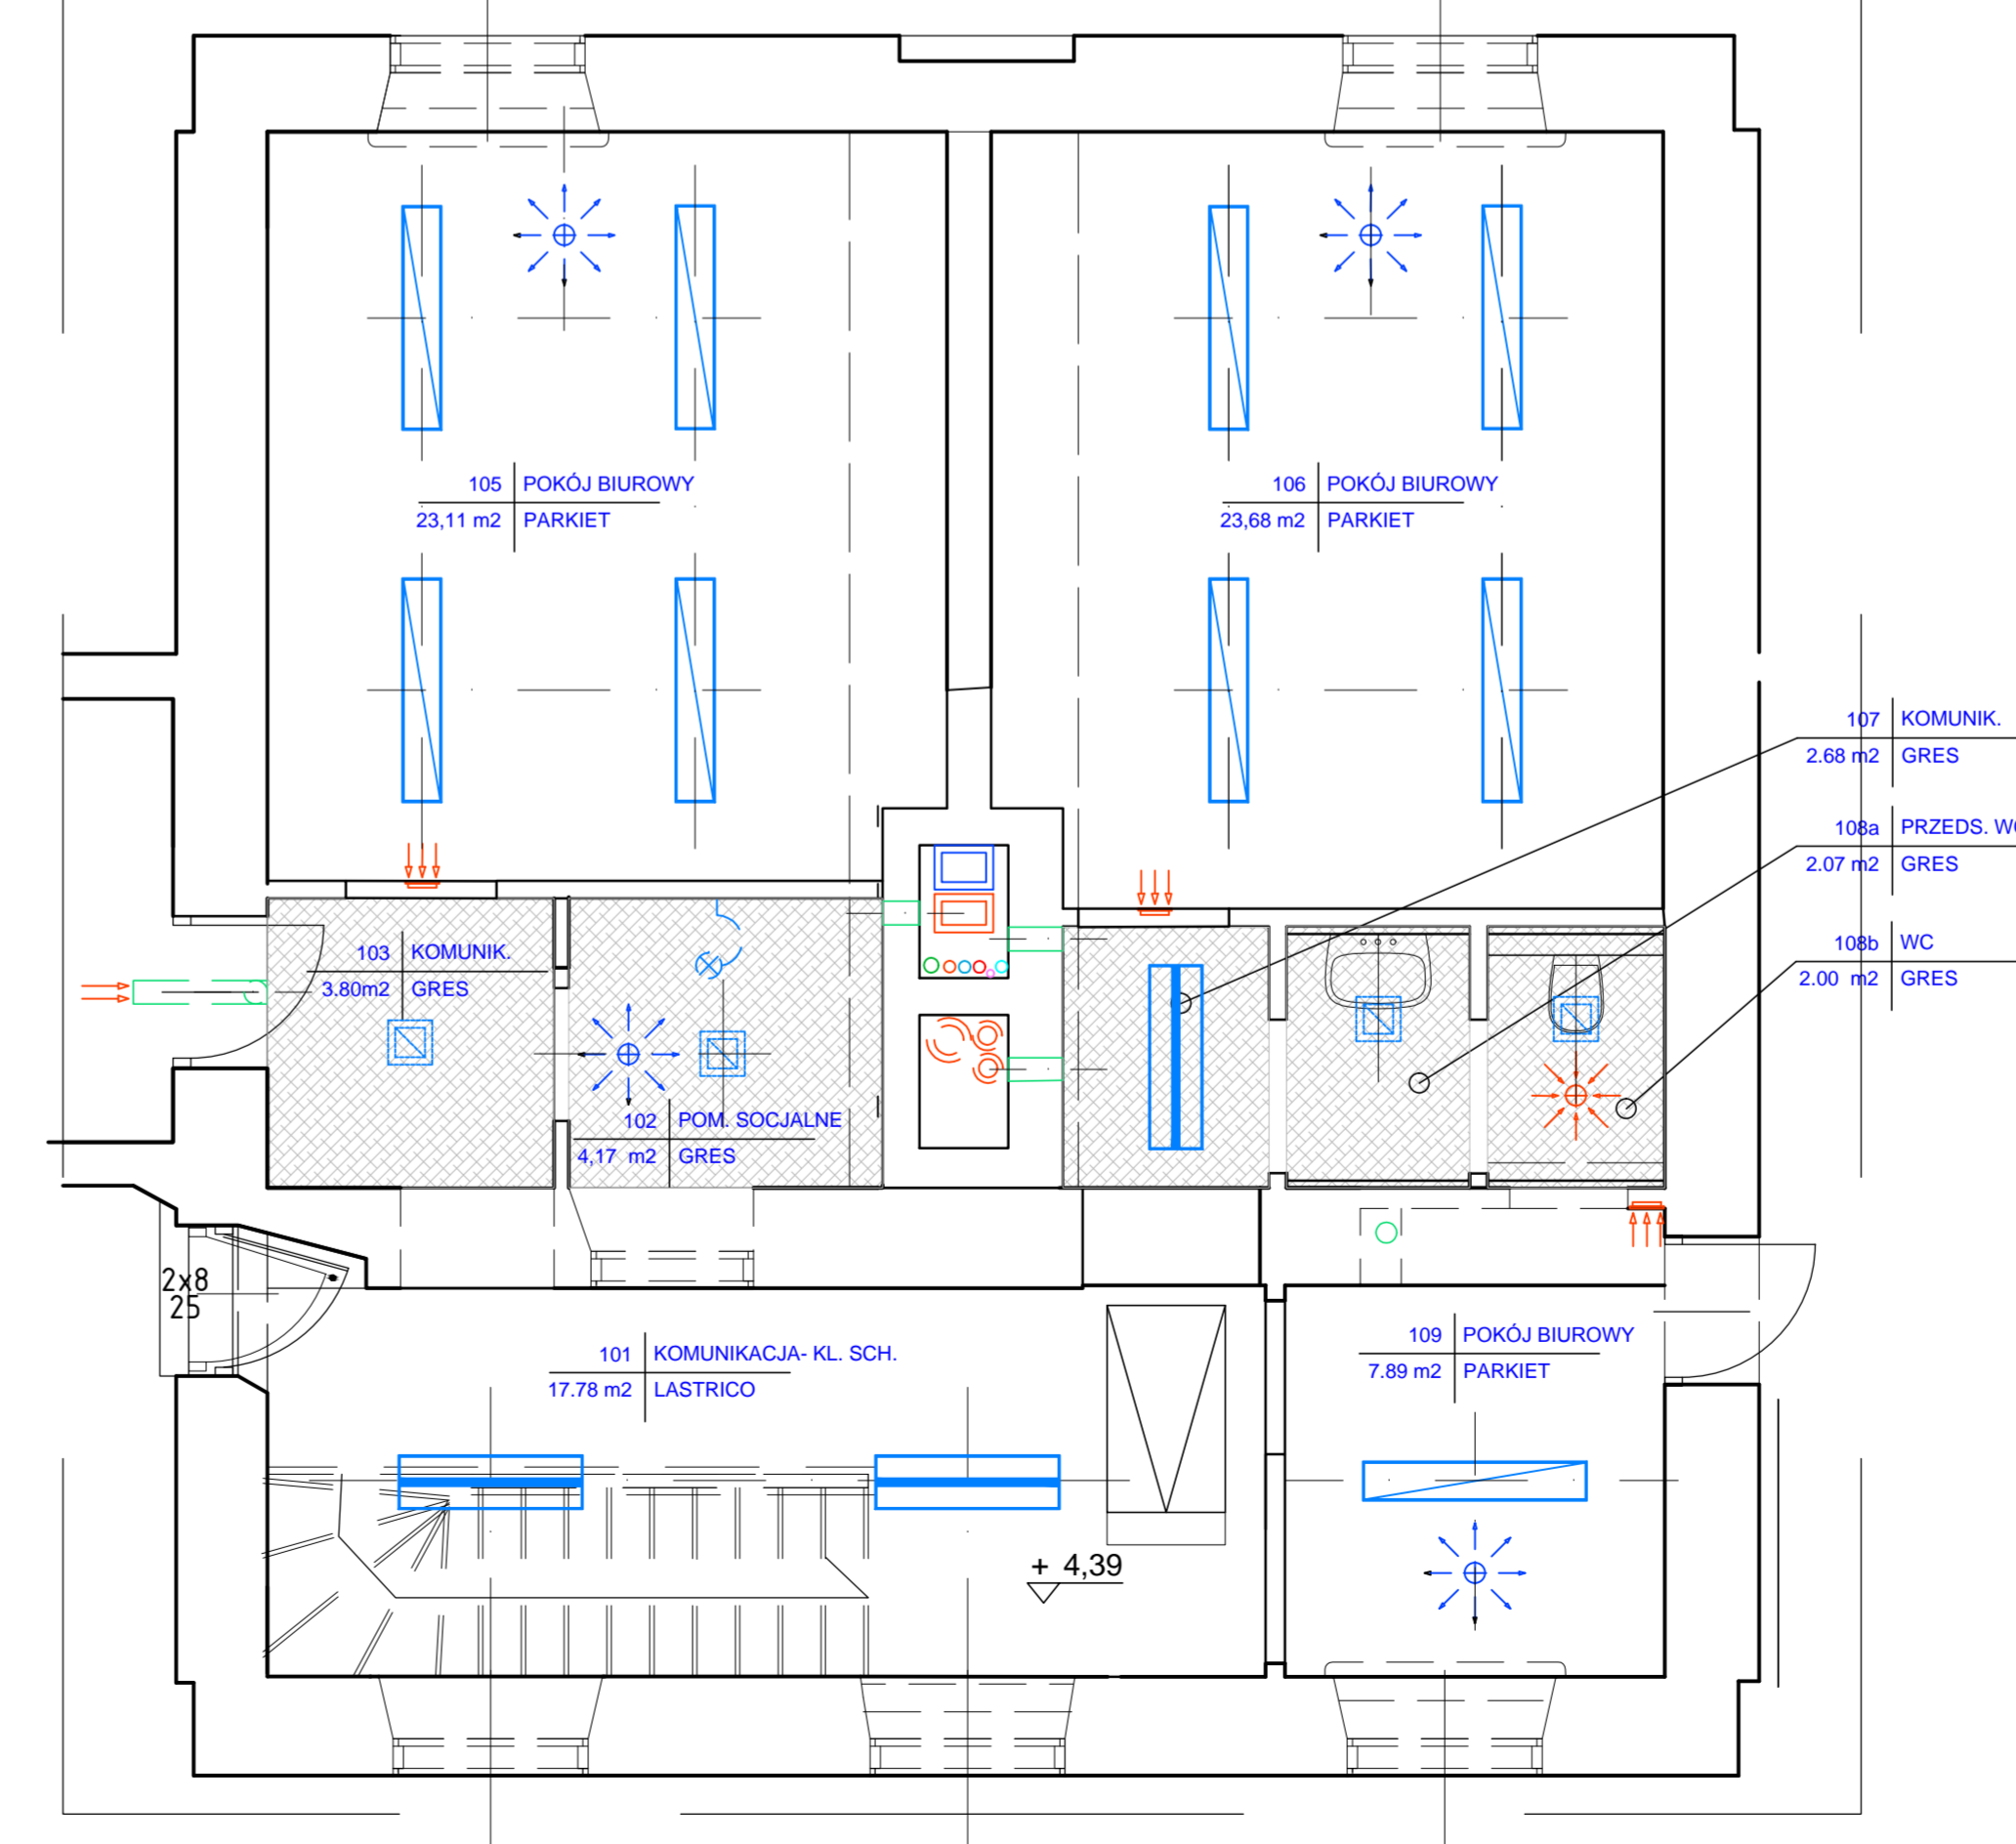 105 POKÓJ BIUROWY
23,11 m2 PARKIET
106 POKÓJ BIUROWY
23,68 m2 PARKIET
107 KOMUNIK.
2.68 m2 GRES
108a PRZEDS. WC
2.07 m2 GRES
108b WC
2.00 m2 GRES
103 KOMUNIK.
3.80m2 GRES
102 POM. SOCJALNE
4,17 m2 GRES
2x8
25
101 KOMUNIKACJA- KL. SCH.
17.78 m2 LASTRICO
109 POKÓJ BIUROWY
7.89 m2 PARKIET
+ 4,39